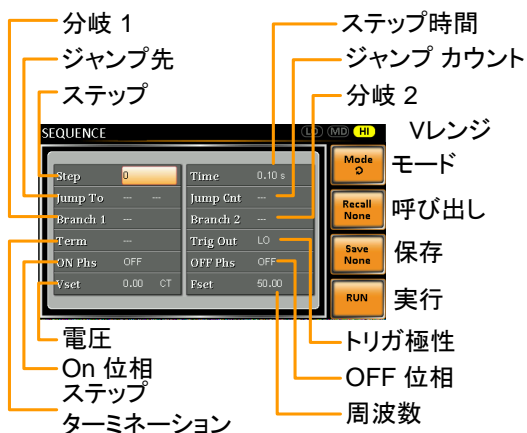 分岐 1
ジャンプ先
ステップ
ステップ時間
ジャンプ カウント
分岐 2
SEQUENCE
LO MD HI
Vレンジ
Step 0 Time 0.10 s
Jump To --- --- Jump Cnt ---
Branch 1 --- Branch 2 ---
Term --- Trig Out LO
ON Phs OFF OFF Phs OFF
Vset 0.00 CT Fset 50.00
Mode
モード
Recall
None
呼び出し
Save
None
保存
RUN
実行
電圧
On 位相
ステップ
ターミネーション
トリガ極性
OFF 位相
周波数